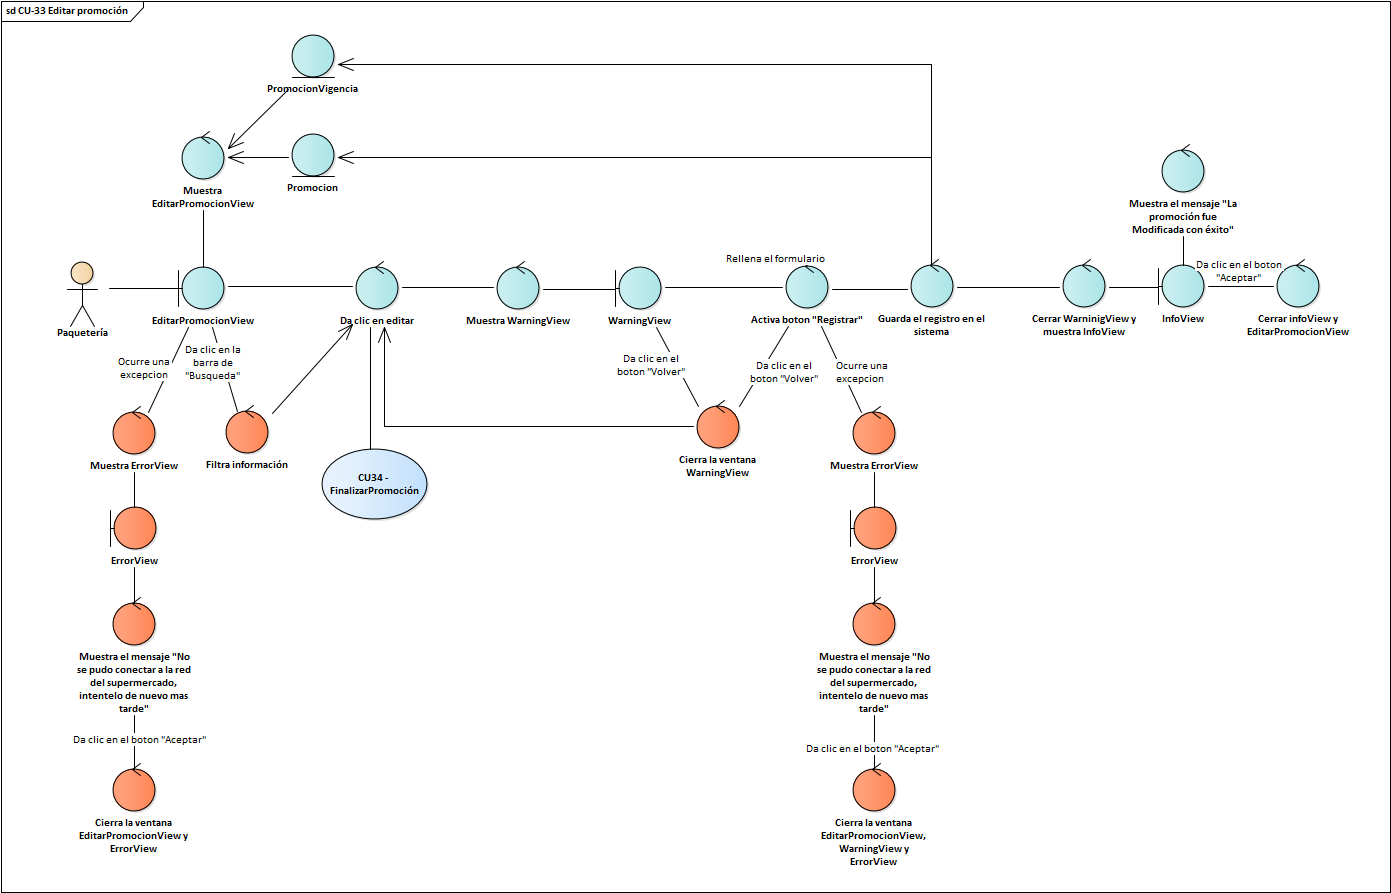 sd CU-33 Editar promoción
PromocionVigencia
Muestra
EditarPromocionView
Promocion
Muestra el mensaje "La
promoción fue
Modificada con éxito"
Rellena el formulario
Da clic en el boton
"Aceptar"
Paquetería
EditarPromocionView
Da clic en editar
Muestra WarningView
WarningView
Activa boton "Registrar"
Guarda el registro en el
sistema
Cerrar WarninigView y
muestra InfoView
InfoView
Cerrar infoView y
EditarPromocionView
Ocurre una
excepcion
Da clic en la
barra de
"Busqueda"
Da clic en el
boton "Volver"
Da clic en el
boton "Volver"
Ocurre una
excepcion
Muestra ErrorView
Filtra información
CU34 -
FinalizarPromoción
Cierra la ventana
WarningView
Muestra ErrorView
ErrorView
ErrorView
Muestra el mensaje "No
se pudo conectar a la red
del supermercado,
intentelo de nuevo mas
tarde"
Muestra el mensaje "No
se pudo conectar a la red
del supermercado,
intentelo de nuevo mas
tarde"
Da clic en el boton "Aceptar"
Da clic en el boton "Aceptar"
Cierra la ventana
EditarPromocionView y
ErrorView
Cierra la ventana
EditarPromocionView,
WarningView y
ErrorView